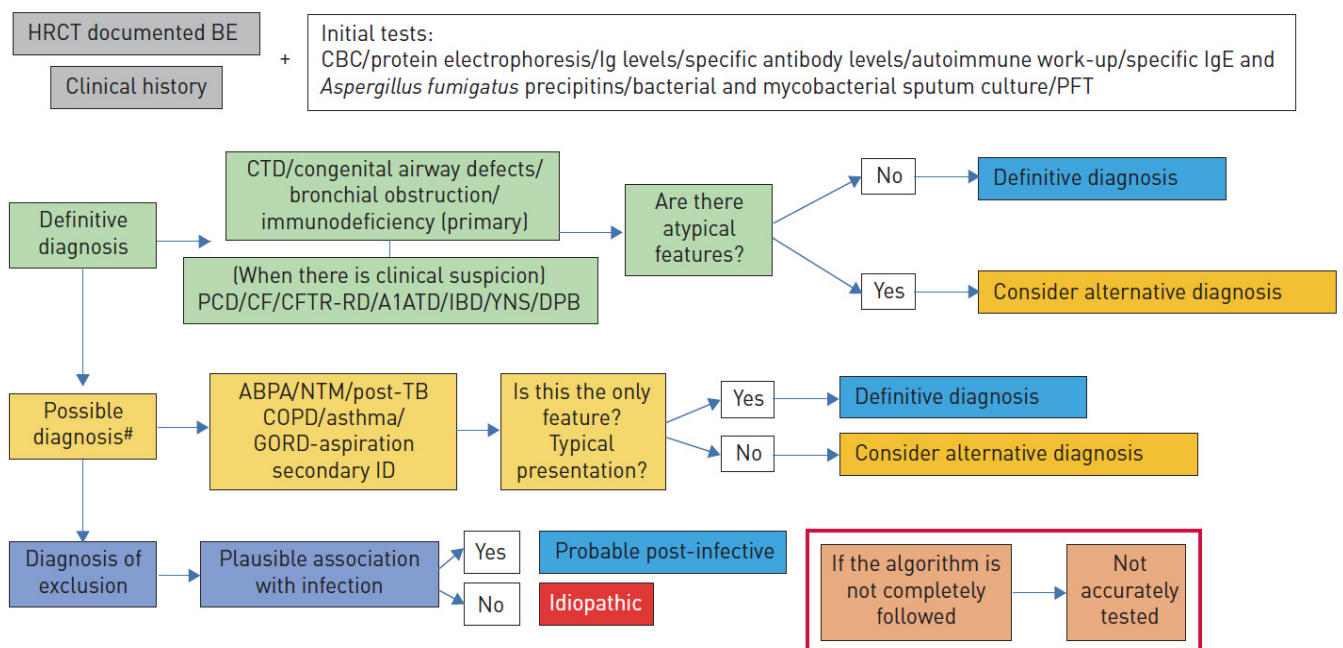 HRCT documented BE
Clinical history
+
Initial tests:
CBC/protein electrophoresis/Ig levels/specific antibody levels/autoimmune work-up/specific IgE and
Aspergillus fumigatus precipitins/bacterial and mycobacterial sputum culture/PFT
Definitive
diagnosis
CTD/congenital airway defects/
bronchial obstruction/
immunodeficiency (primary)
(When there is clinical suspicion)
PCD/CF/CFTR-RD/A1ATD/IBD/YNS/DPB
Are there
atypical
features?
No
Definitive diagnosis
Yes
Consider alternative diagnosis
Possible
diagnosis#
ABPA/NTM/post-TB
COPD/asthma/
GORD-aspiration
secondary ID
Is this the only
feature?
Typical
presentation?
Yes
Definitive diagnosis
No
Consider alternative diagnosis
Diagnosis of
exclusion
Plausible association
with infection
Yes
Probable post-infective
No
Idiopathic
If the algorithm is
not completely
followed
Not
accurately
tested